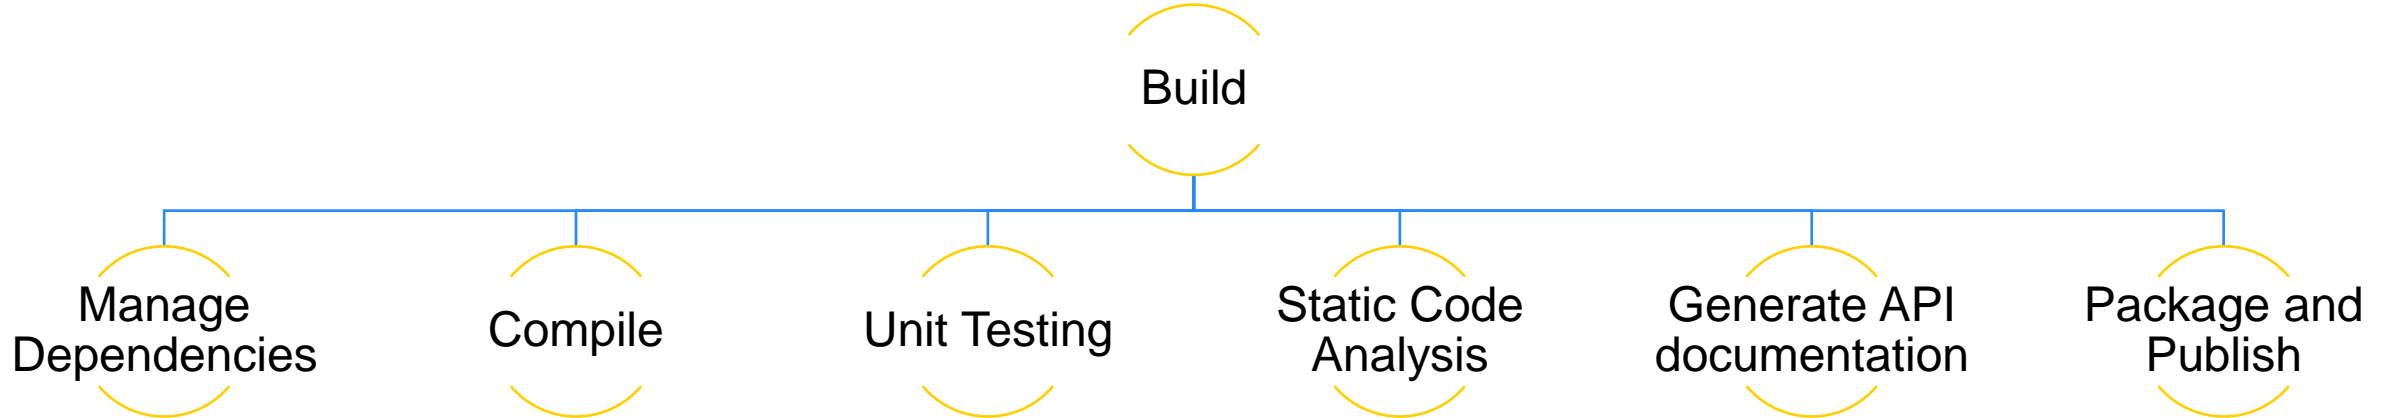 Build
Manage
Dependencies
Compile
Unit Testing
Static Code
Analysis
Generate API
documentation
Package and
Publish